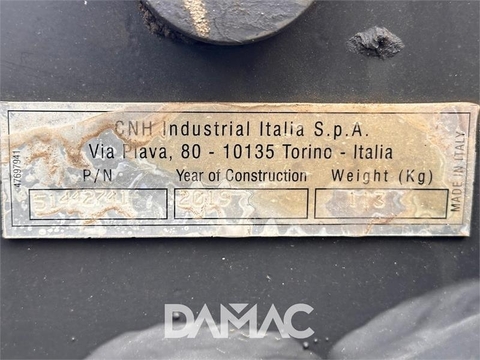 CNH Industrial Italia S.p.A.
Via Plava, 80 - 10135 Torino - Italia
P/N Year of Construction Weight (Kg)
47697941
MADE IN ITALY
DAMAC